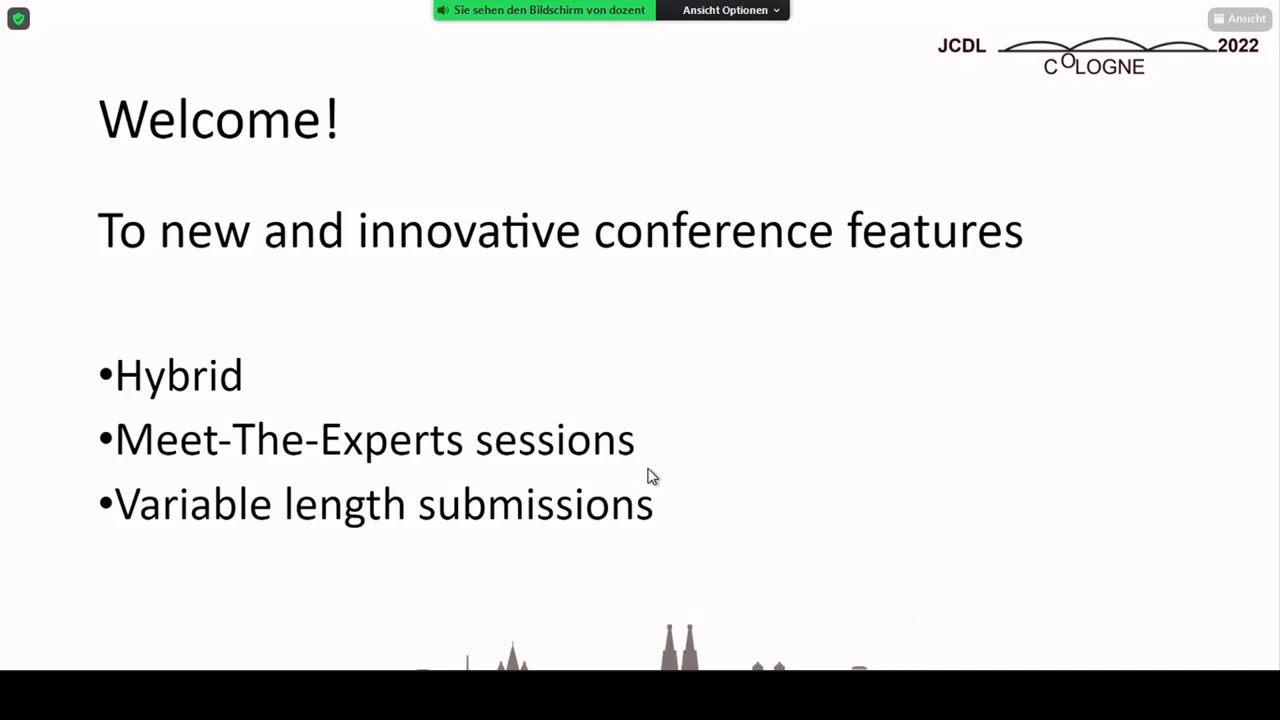 Sie sehen den Bildschirm von dozent Ansicht Optionen
Ansicht
JCDL 2022
COLOGNE
Welcome!
To new and innovative conference features
•Hybrid
•Meet-The-Experts sessions
•Variable length submissions